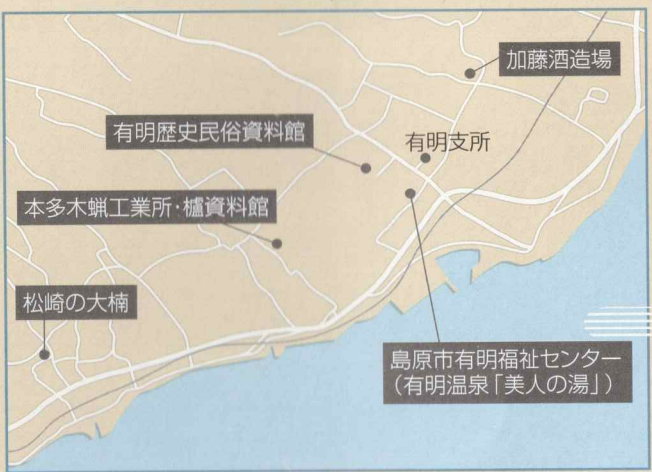 加藤酒造場
有明歴史民俗資料館
有明支所
本多木蝋工業所・櫨資料館
松崎の大楠
島原市有明福祉センター
(有明温泉「美人の湯」)